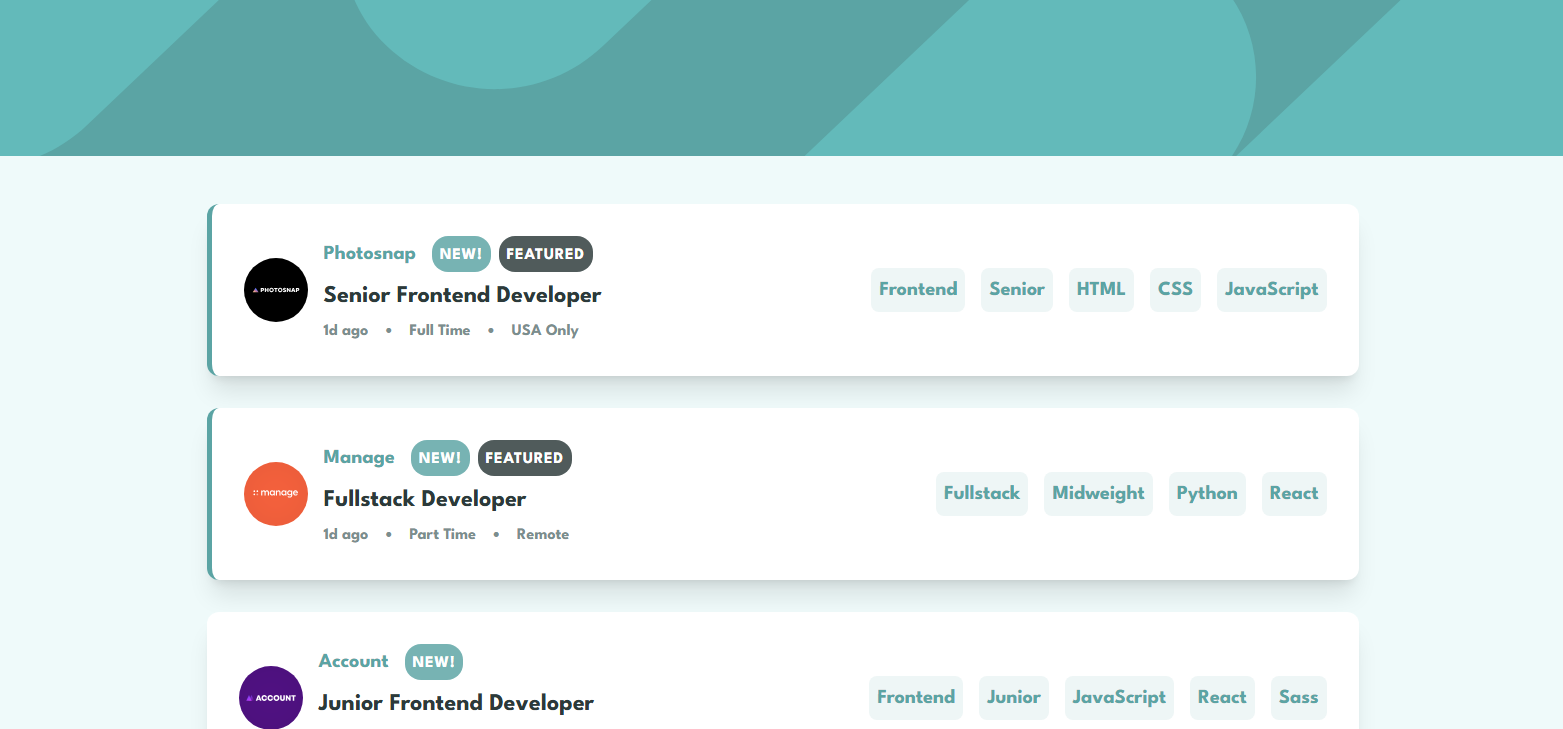 Photosnap NEW! FEATURED
PHOTOSNAP
Senior Frontend Developer
1d ago • Full Time • USA Only
Frontend Senior HTML CSS JavaScript
Manage NEW! FEATURED
:: manage
Fullstack Developer
1d ago • Part Time • Remote
Fullstack Midweight Python React
Account NEW!
ACCOUNT
Junior Frontend Developer
Frontend Junior JavaScript React Sass